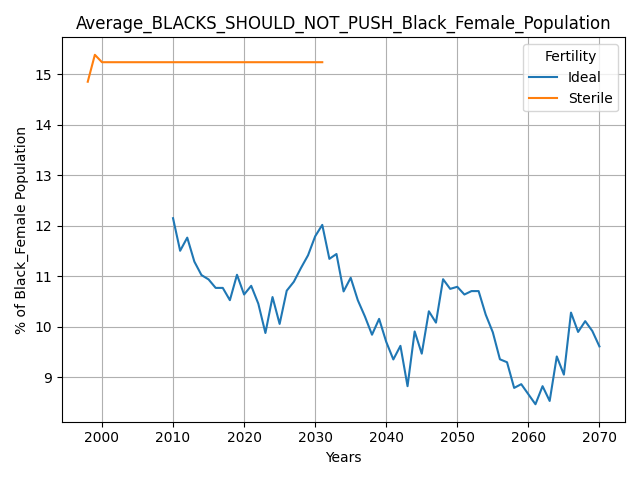 Average_BLACKS_SHOULD_NOT_PUSH_Black_Female_Population
Fertility
Ideal
Sterile
% of Black_Female Population
15
14
13
12
11
10
9
2000 2010 2020 2030 2040 2050 2060 2070
Years